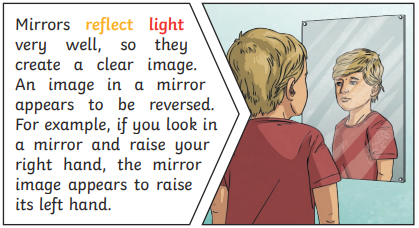 Mirrors reflect light
very well, so they
create a clear image.
An image in a mirror
appears to be reversed.
For example, if you look in
a mirror and raise your
right hand, the mirror
image appears to raise
its left hand.